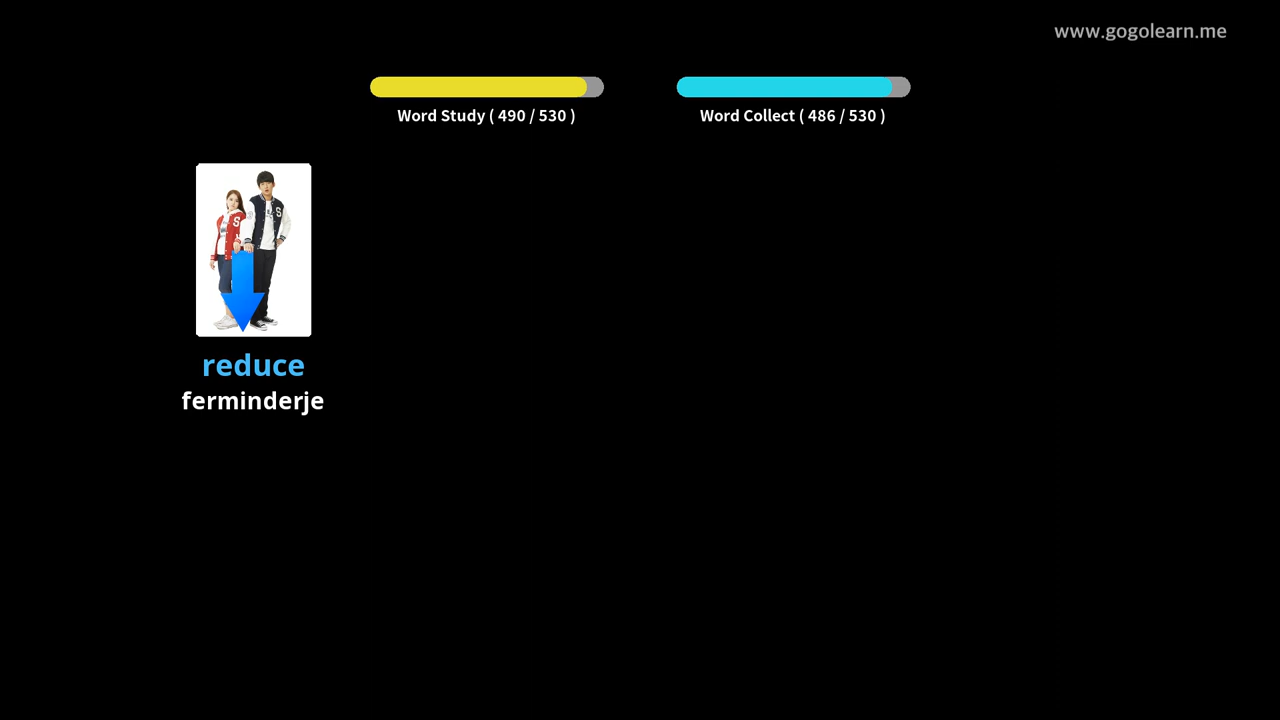 www.gogolearn.me
Word Study ( 490 / 530 )
Word Collect ( 486 / 530 )
S
S
reduce
ferminderje